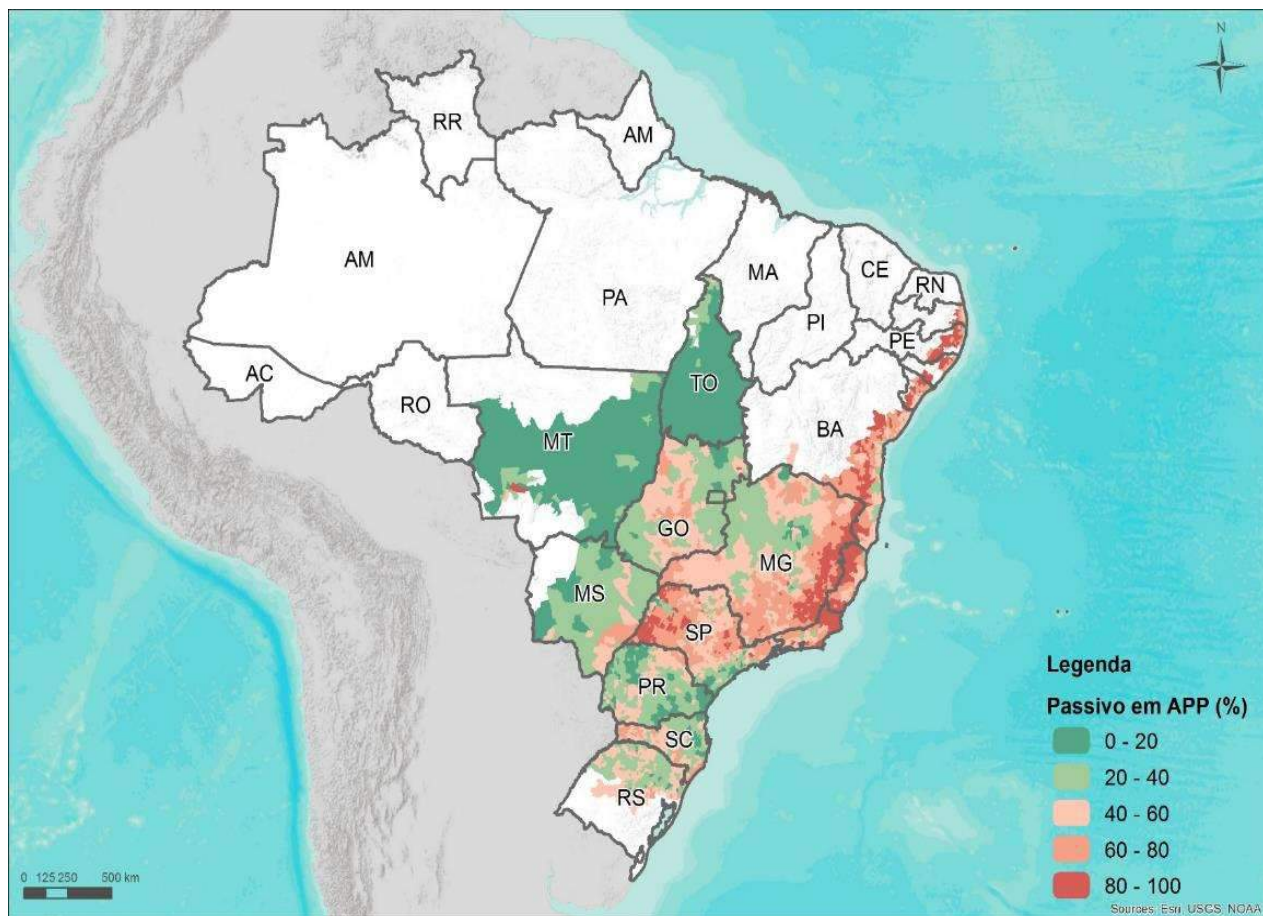 N
RR
AM
AM
PA
MA
CE
RN
PI
PE
AC
RO
TO
BA
MT
GO
MG
MS
SP
PR
SC
RS
Legenda
Passivo em APP (%)
0 - 20
20 - 40
40 - 60
60 - 80
80 - 100
0 125 250 500 km
Sources: Esri, USGS, NOAA